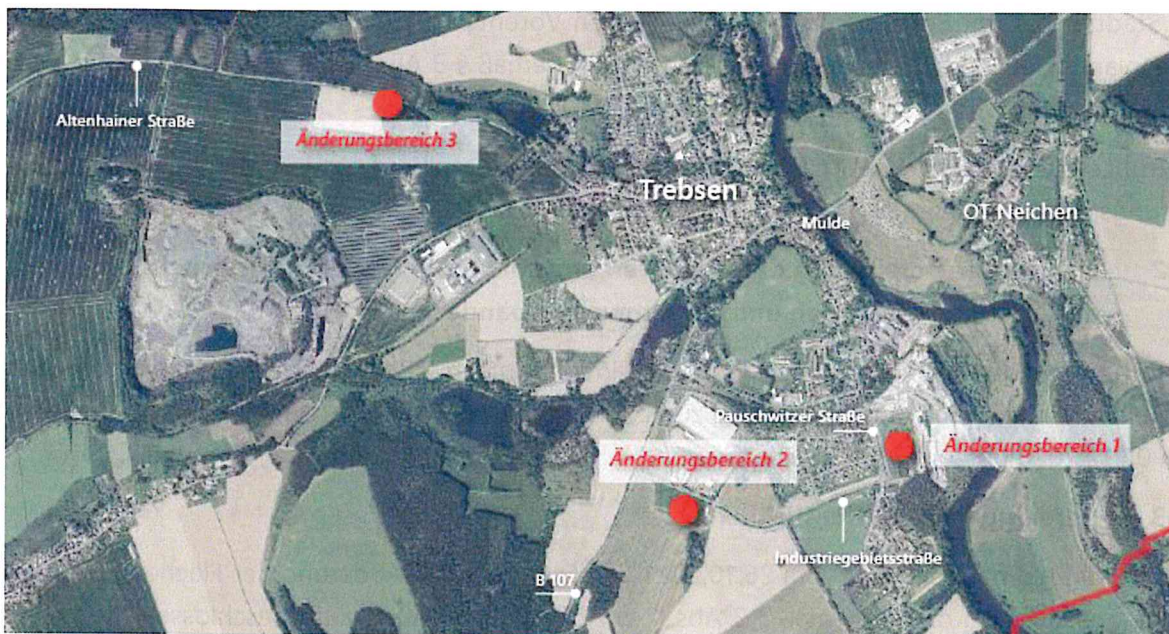 Altenhainer Straße
Änderungsbereich 3
Trebsen
OT Neichen
Mulde
Pauschwitzer Straße
Änderungsbereich 1
Änderungsbereich 2
Industriegebietsstraße
B 107